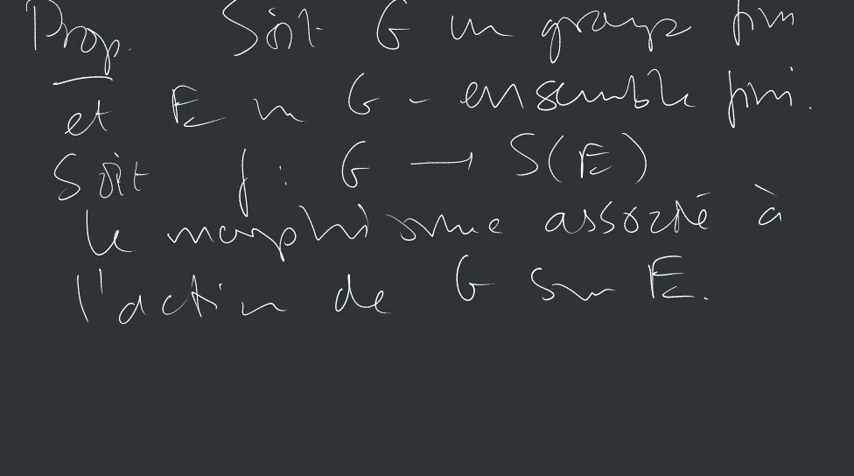 Prop. Soit G un groupe fini
et E un G - ensemble fini.
Soit f : G → S(E)
le morphisme associé à
l'action de G sur E.